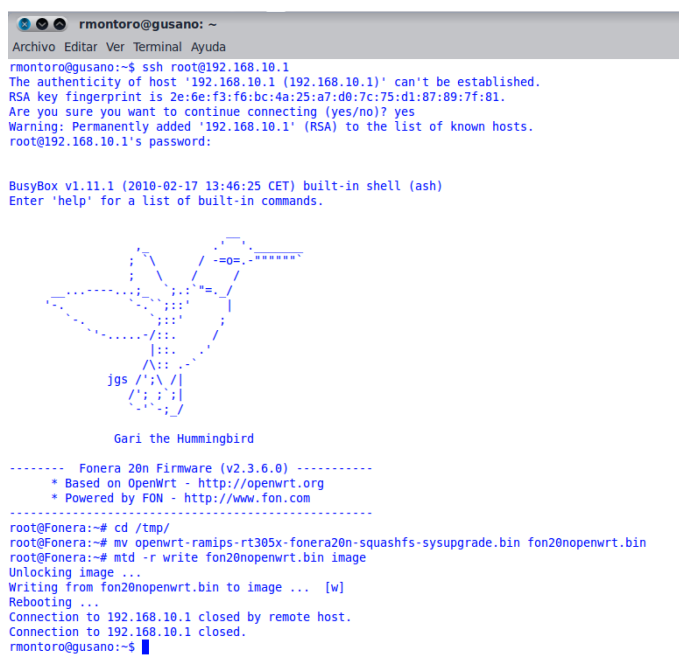 rmontoro@gusano: ~
Archivo Editar Ver Terminal Ayuda
rmontoro@gusano:~$ ssh root@192.168.10.1
The authenticity of host '192.168.10.1 (192.168.10.1)' can't be established.
RSA key fingerprint is 2e:6e:f3:f6:bc:4a:25:a7:d0:7c:75:d1:87:89:7f:81.
Are you sure you want to continue connecting (yes/no)? yes
Warning: Permanently added '192.168.10.1' (RSA) to the list of known hosts.
root@192.168.10.1's password:
BusyBox v1.11.1 (2010-02-17 13:46:25 CET) built-in shell (ash)
Enter 'help' for a list of built-in commands.
jgs
Gari the Hummingbird
-------- Fonera 20n Firmware (v2.3.6.0) -----------
* Based on OpenWrt - http://openwrt.org
* Powered by FON - http://www.fon.com
----------------------------------------------------
root@Fonera:~# cd /tmp/
root@Fonera:~# mv openwrt-ramips-rt305x-fonera20n-squashfs-sysupgrade.bin fon20nopenwrt.bin
root@Fonera:~# mtd -r write fon20nopenwrt.bin image
Unlocking image ...
Writing from fon20nopenwrt.bin to image ... [w]
Rebooting ...
Connection to 192.168.10.1 closed by remote host.
Connection to 192.168.10.1 closed.
rmontoro@gusano:~$